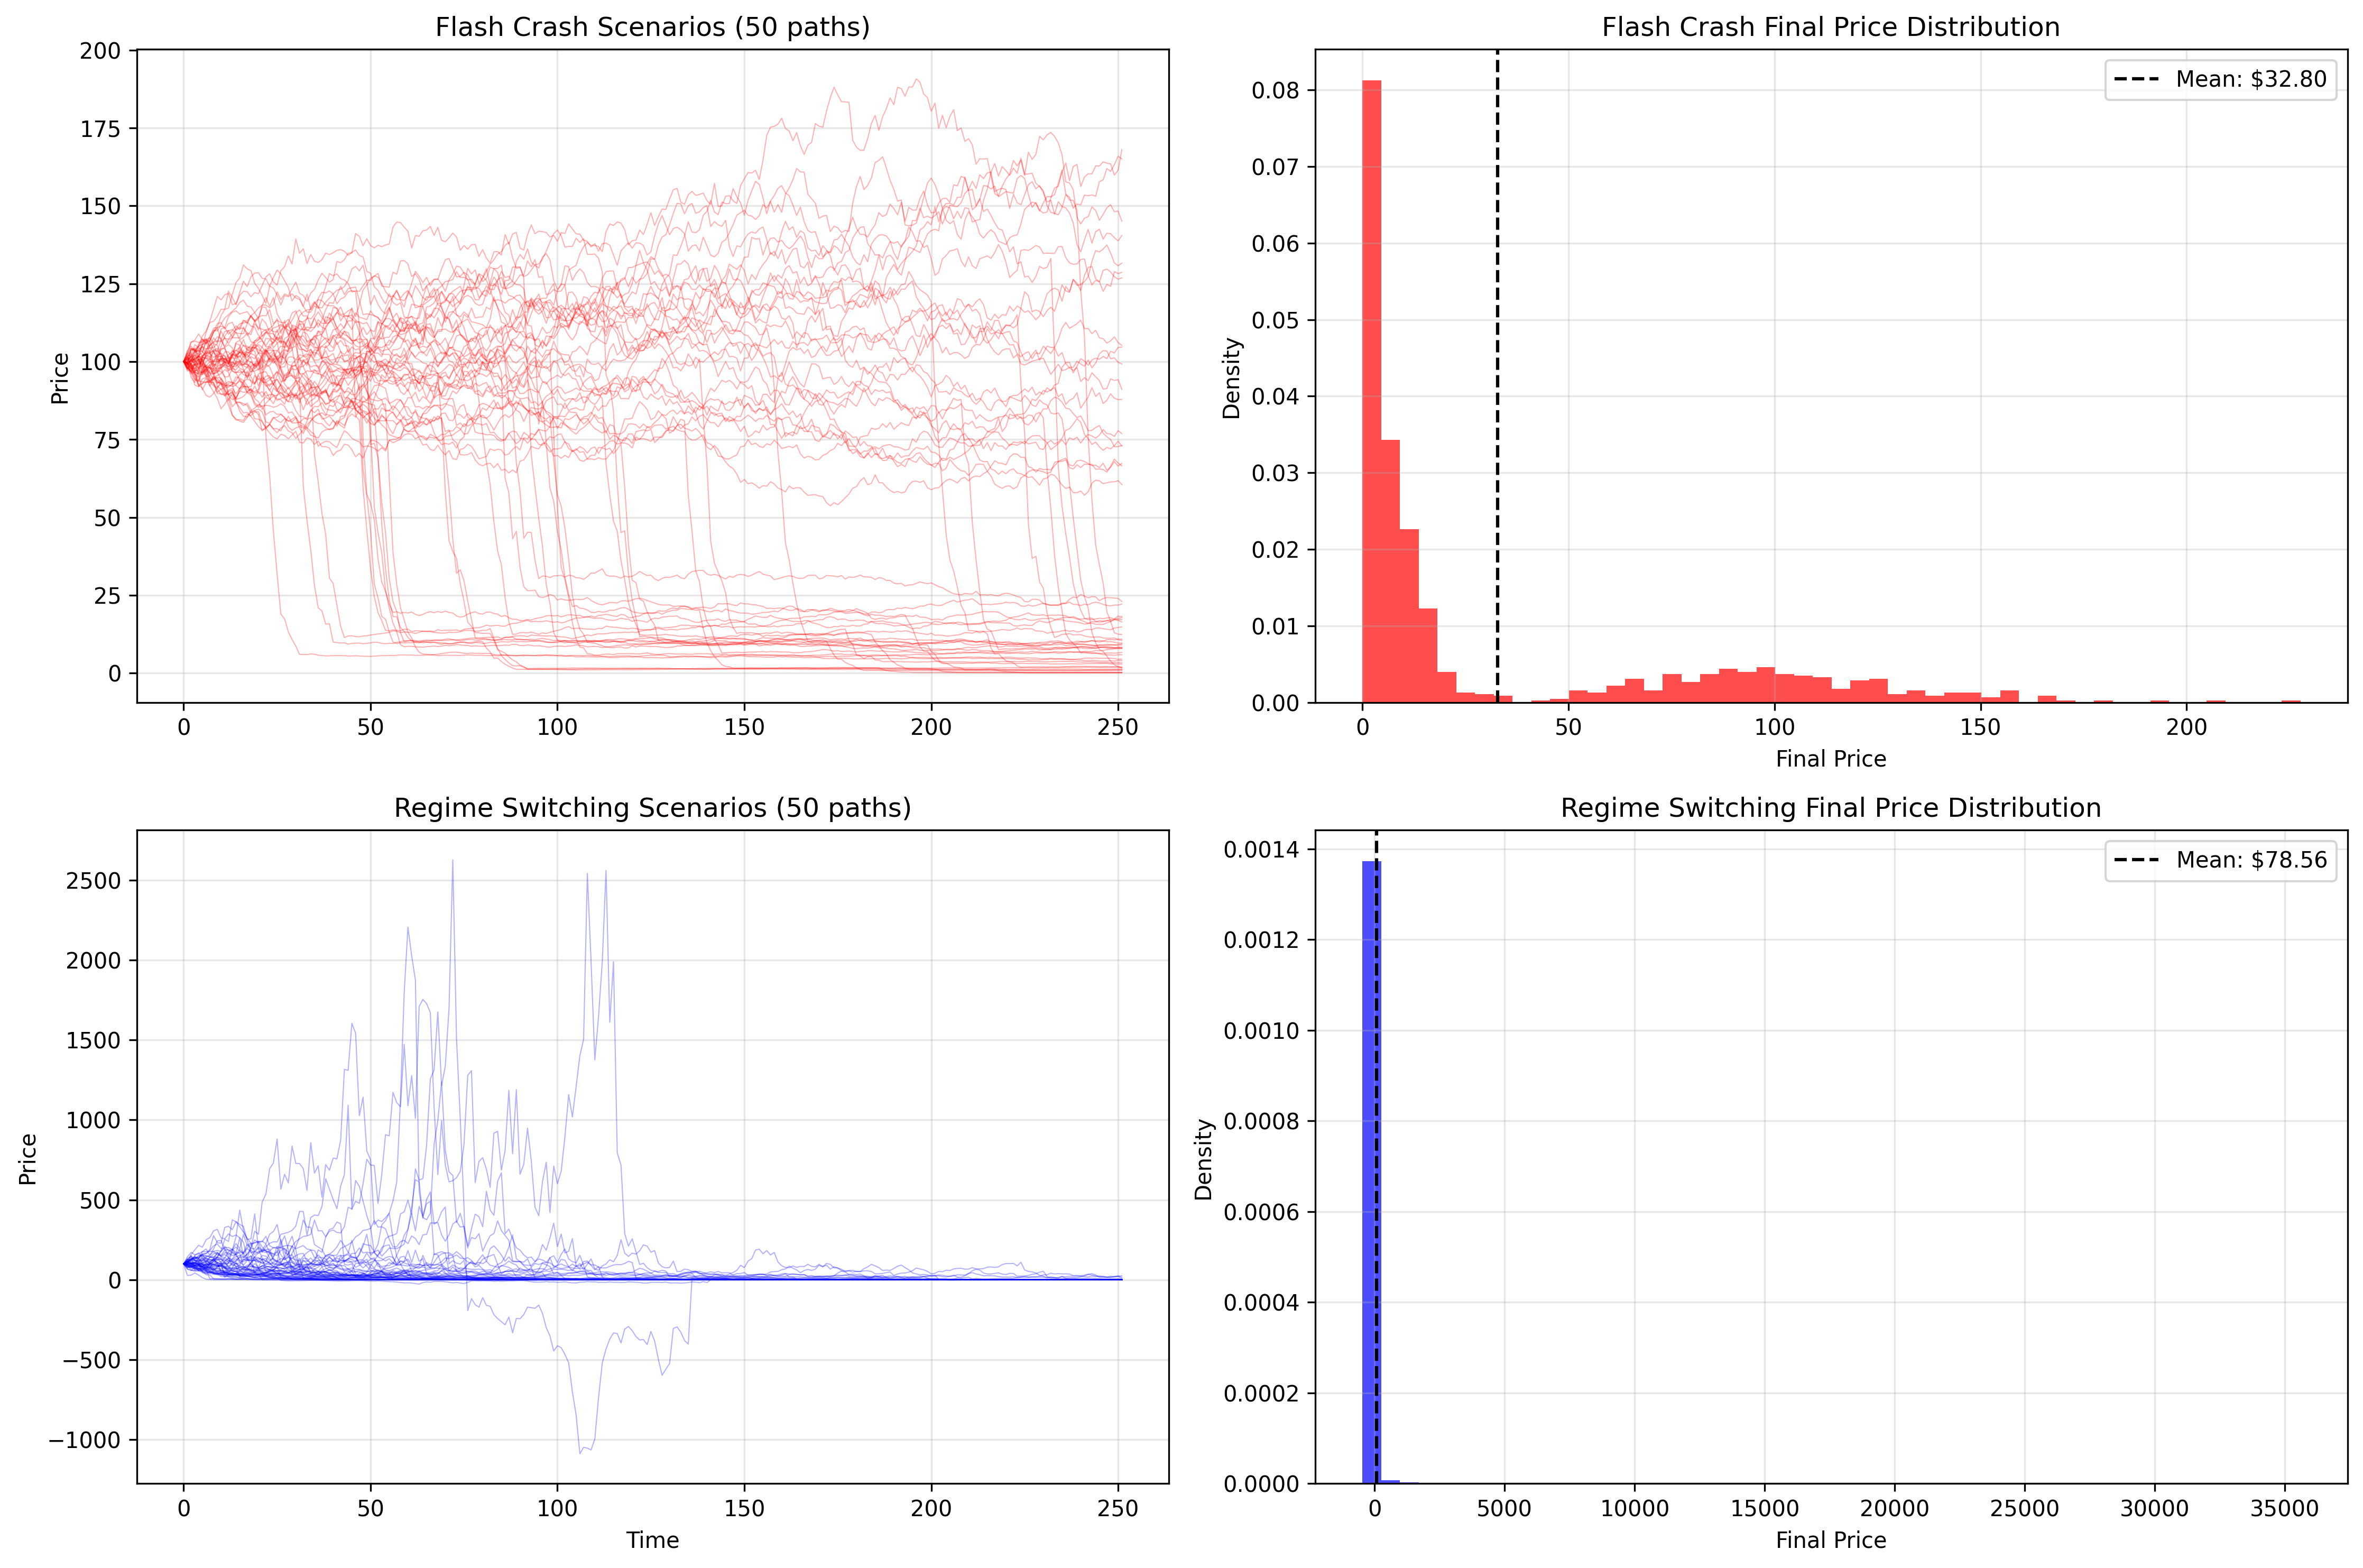 Flash Crash Scenarios (50 paths)
Price
200
175
150
125
100
75
50
25
0
0 50 100 150 200 250
Flash Crash Final Price Distribution
Mean: $32.80
Density
0.08
0.07
0.06
0.05
0.04
0.03
0.02
0.01
0.00
0 50 100 150 200
Final Price
Regime Switching Scenarios (50 paths)
Price
2500
2000
1500
1000
500
0
−500
−1000
0 50 100 150 200 250
Time
Regime Switching Final Price Distribution
Mean: $78.56
Density
0.0014
0.0012
0.0010
0.0008
0.0006
0.0004
0.0002
0.0000
0 5000 10000 15000 20000 25000 30000 35000
Final Price